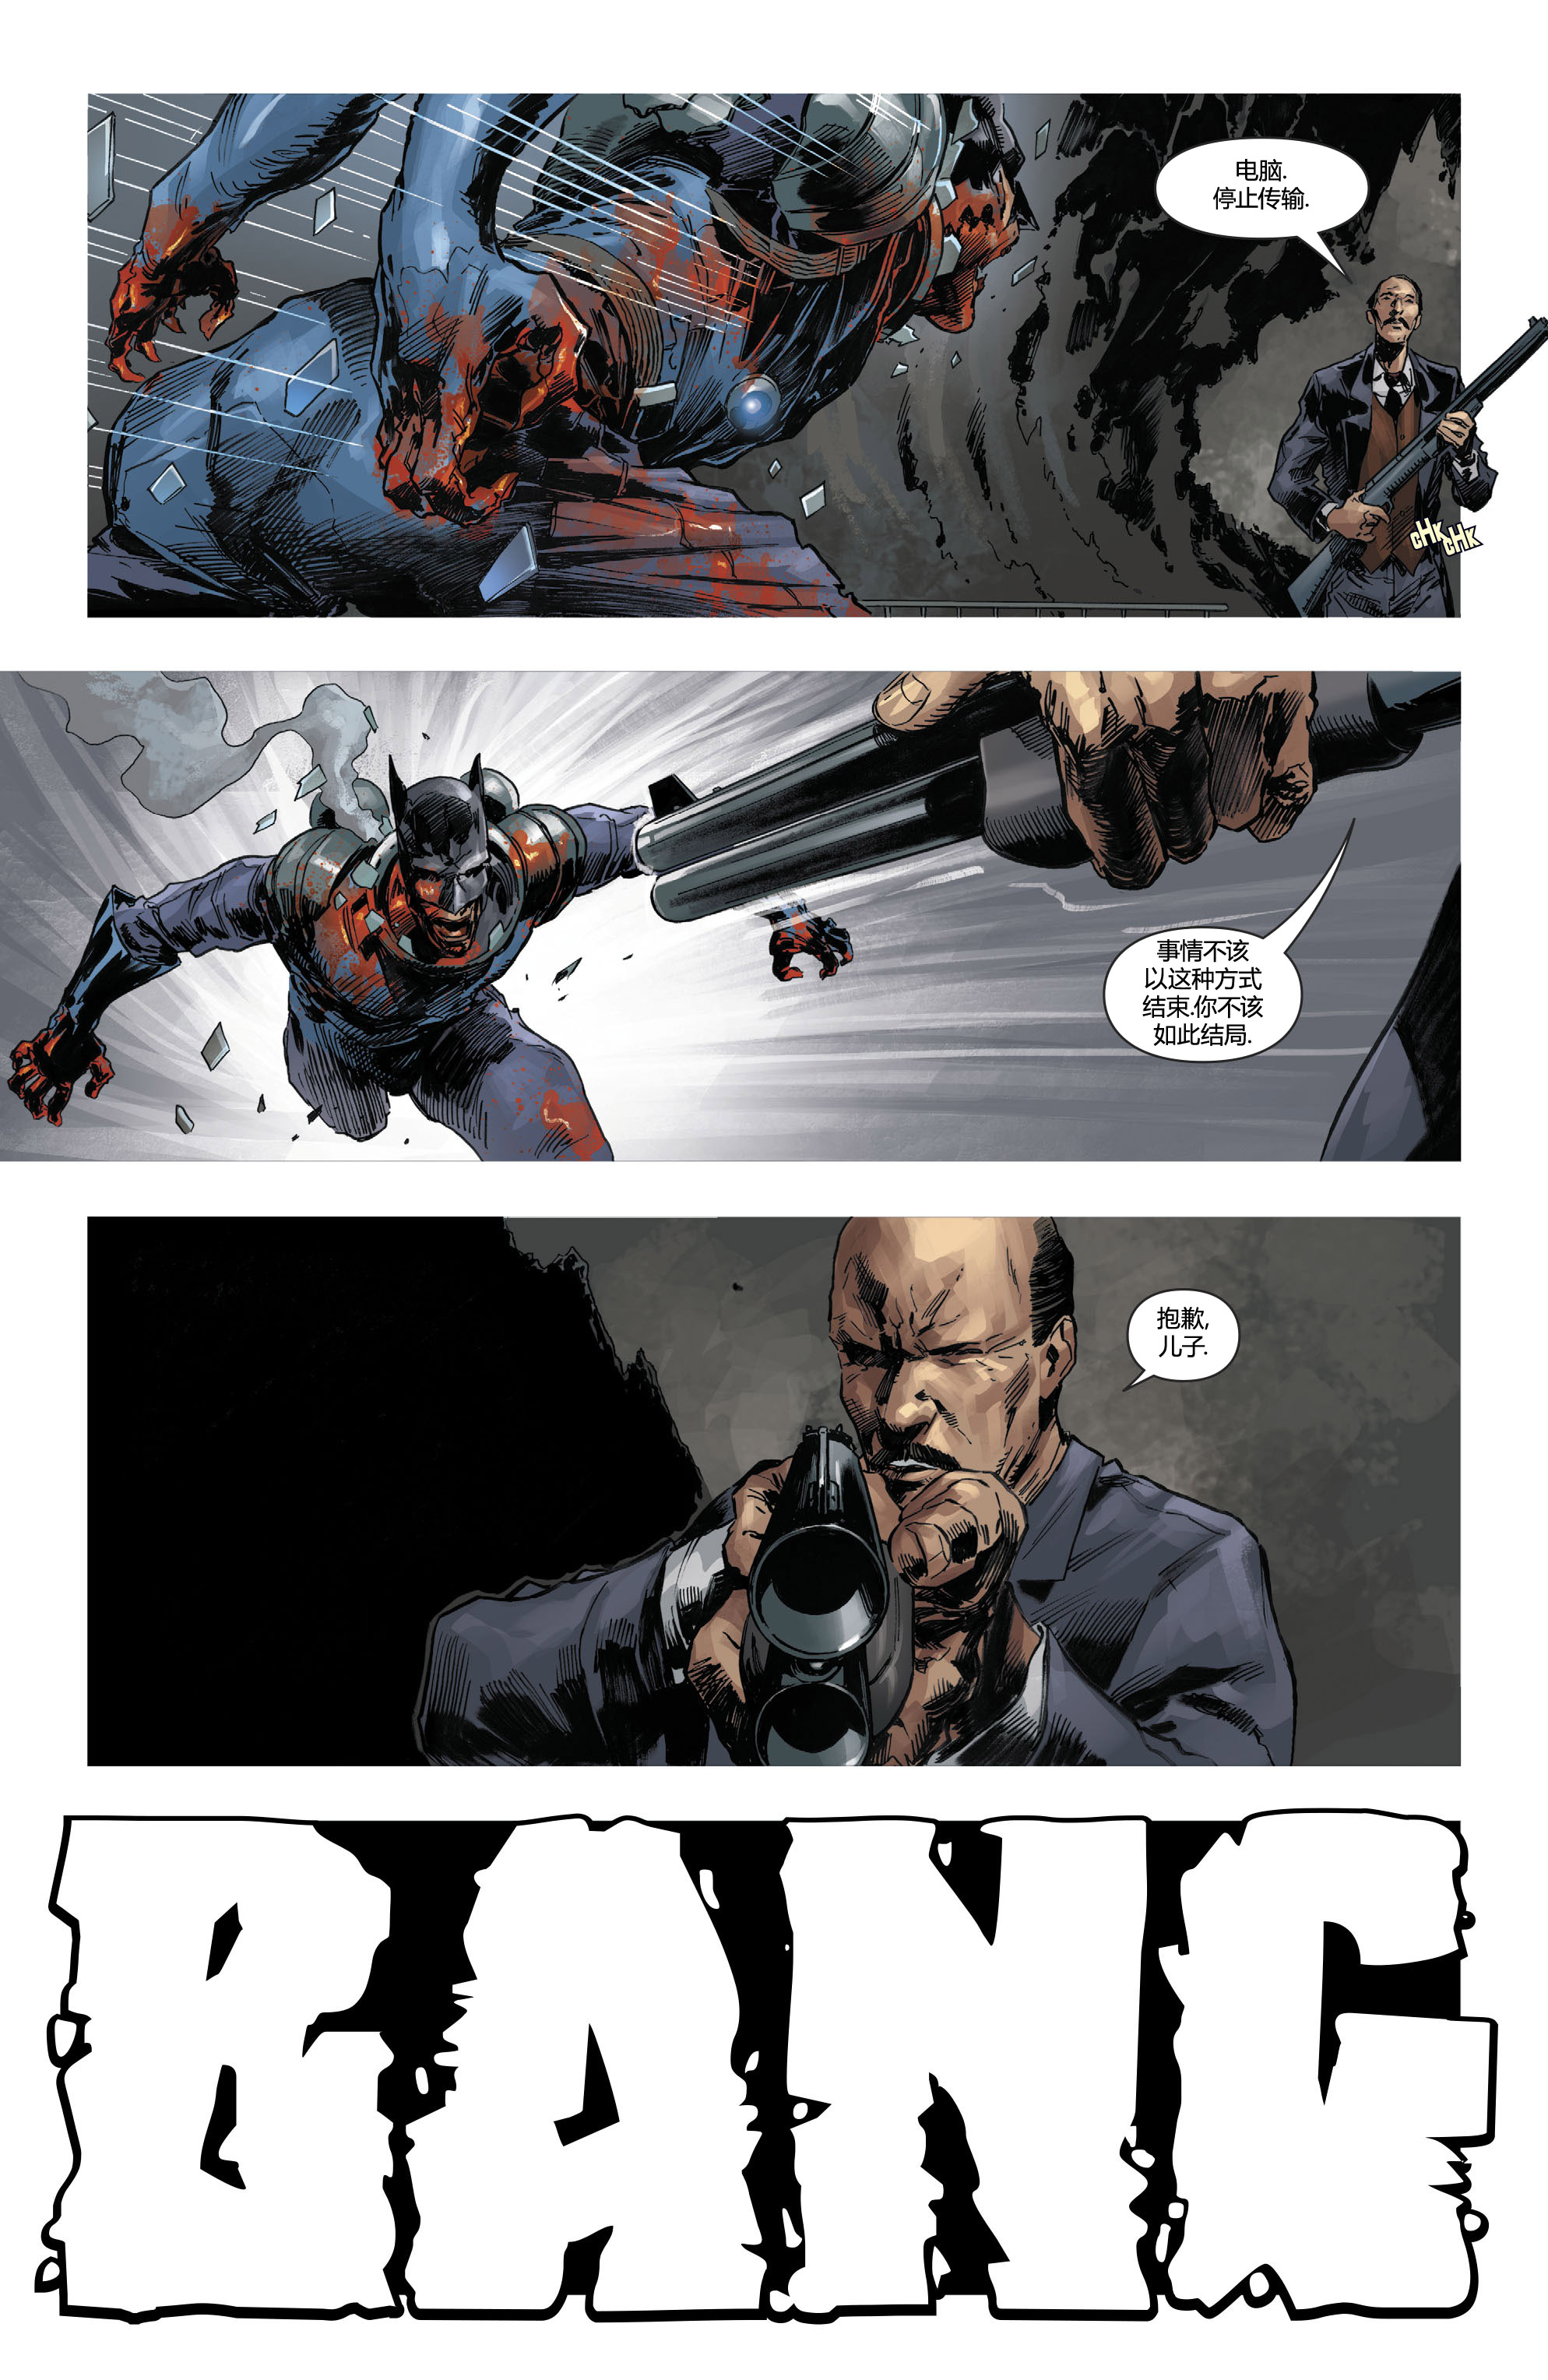 电脑.
停止传输.
CHK
CHK
事情不该
以这种方式
结束.你不该
如此结局.
抱歉,
儿子.
BANG